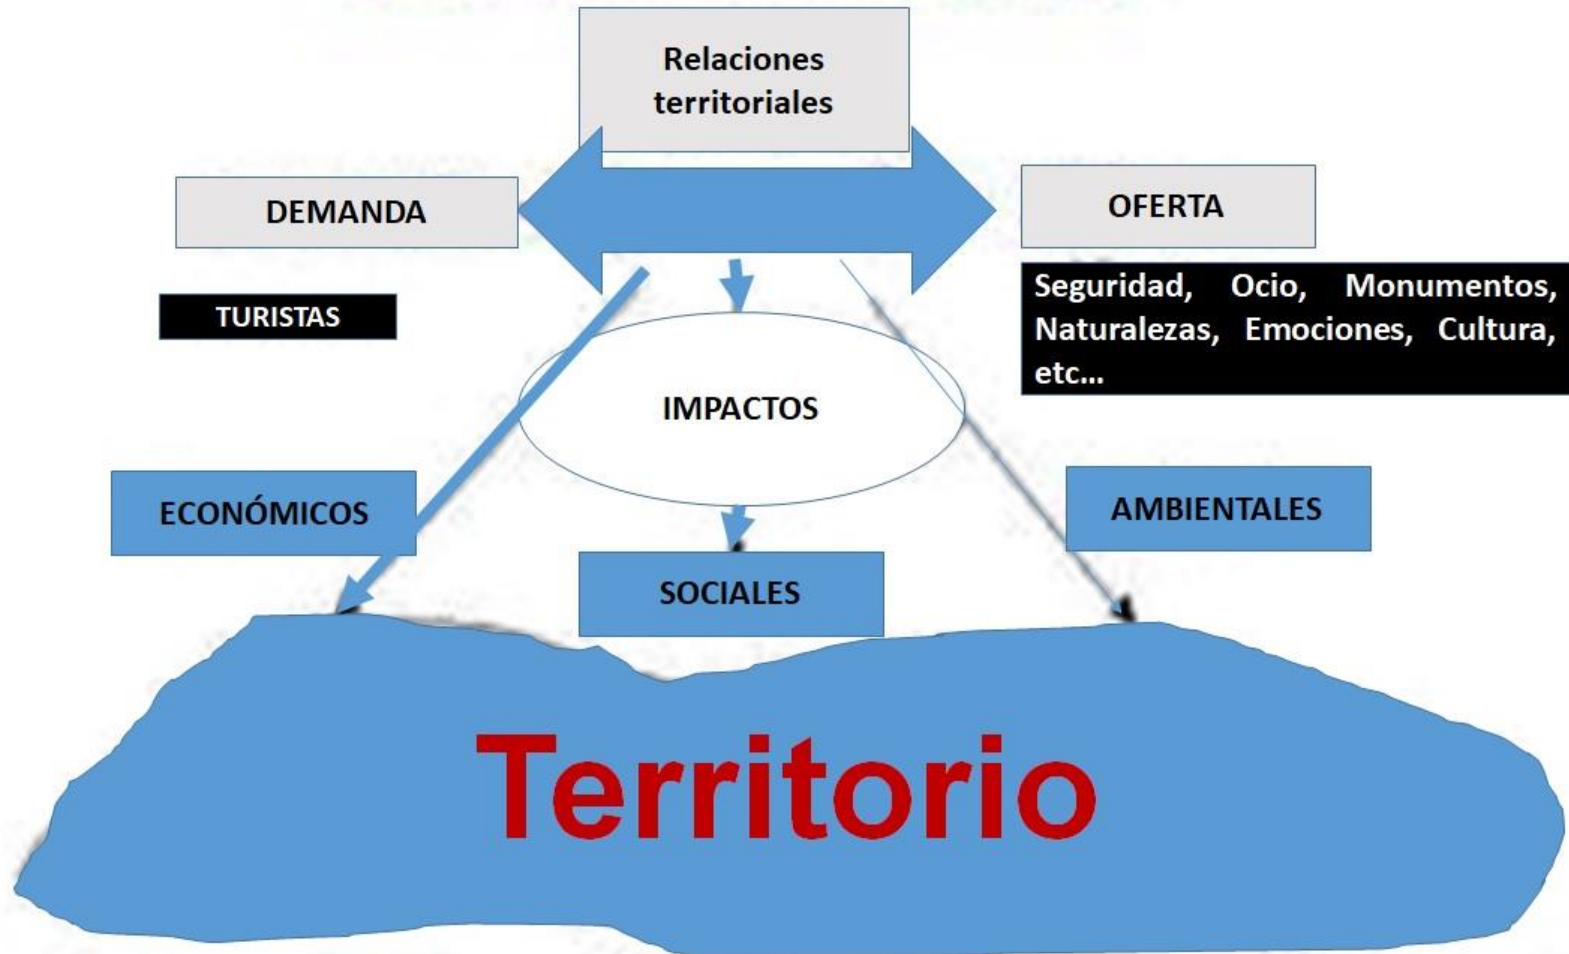 Relaciones
territoriales
DEMANDA
OFERTA
TURISTAS
Seguridad, Ocio, Monumentos,
Naturalezas, Emociones, Cultura,
etc...
IMPACTOS
ECONÓMICOS
AMBIENTALES
SOCIALES
Territorio